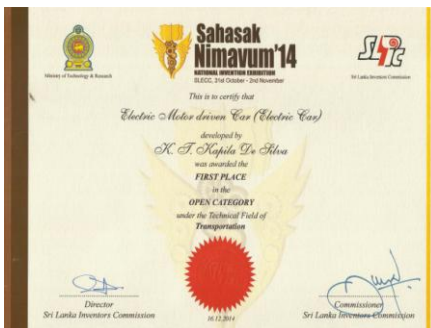 Sahasak
Nimavum'14
NATIONAL INVENTION EXHIBITION
SLECC, 31st October - 2nd November
Ministry of Technology & Research
SLIC
Sri Lanka Inventors Commission
This is to certify that
Electric Motor driven Car (Electric Car)
developed by
K. T. Kapila De Silva
was awarded the
FIRST PLACE
in the
OPEN CATEGORY
under the Technical Field of
Transportation
Director
Sri Lanka Inventors Commission
16.12.2014
Commissioner
Sri Lanka Inventors Commission